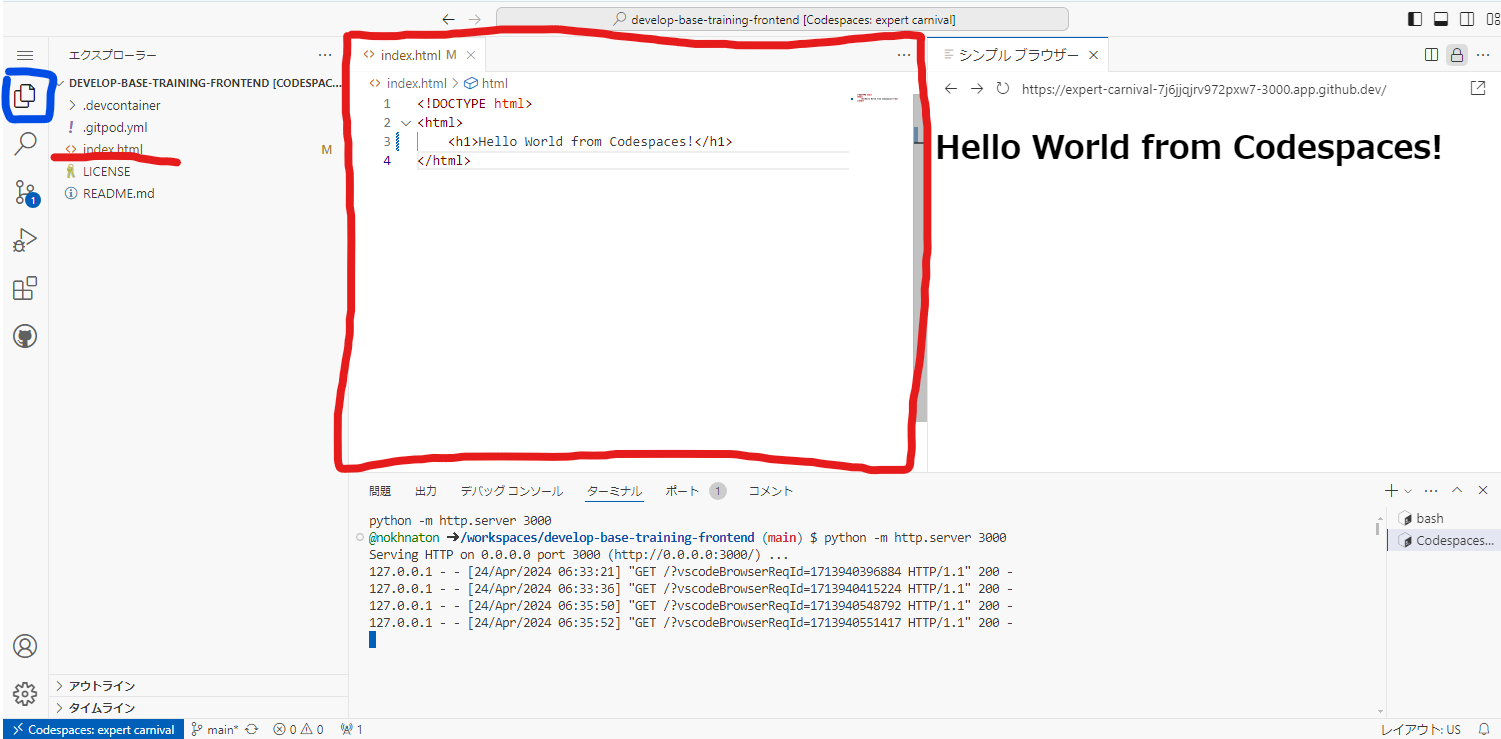 develop-base-training-frontend [Codespaces: expert carnival]
エクスプローラー
DEVELOP-BASE-TRAINING-FRONTEND [CODESPAC...
.devcontainer
.gitpod.yml
index.html M
LICENSE
README.md
1
アウトライン
タイムライン
index.html M
index.html > html
1 <!DOCTYPE html>
2 <html>
3 <h1>Hello World from Codespaces!</h1>
4 </html>
シンプル ブラウザー
https://expert-carnival-7j6jjqjrv972pxw7-3000.app.github.dev/
Hello World from Codespaces!
問題 出力 デバッグ コンソール ターミナル ポート 1 コメント
python -m http.server 3000
@nokhnaton ➜/workspaces/develop-base-training-frontend (main) $ python -m http.server 3000
Serving HTTP on 0.0.0.0 port 3000 (http://0.0.0.0:3000/) ...
127.0.0.1 - - [24/Apr/2024 06:33:21] "GET /?vscodeBrowserReqId=1713940396884 HTTP/1.1" 200 -
127.0.0.1 - - [24/Apr/2024 06:33:36] "GET /?vscodeBrowserReqId=1713940415224 HTTP/1.1" 200 -
127.0.0.1 - - [24/Apr/2024 06:35:50] "GET /?vscodeBrowserReqId=1713940548792 HTTP/1.1" 200 -
127.0.0.1 - - [24/Apr/2024 06:35:52] "GET /?vscodeBrowserReqId=1713940551417 HTTP/1.1" 200 -
bash
Codespaces...
Codespaces: expert carnival main* 0 0 1
レイアウト: US